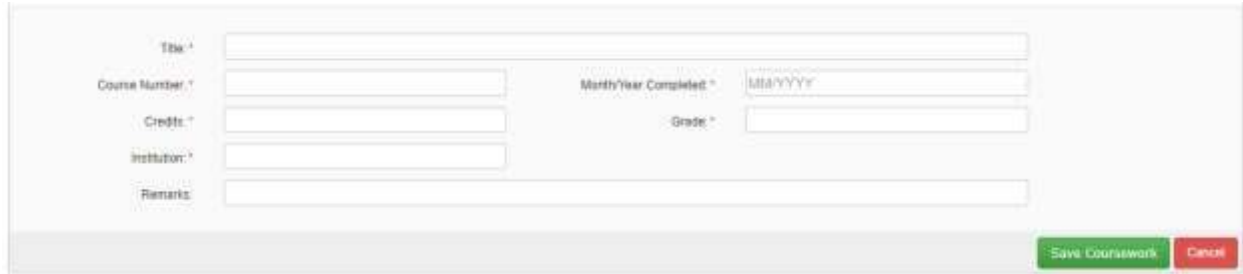 Title: *
Course Number: * Month/Year Completed: * MM/YYYY
Credits: * Grade: *
Institution: *
Remarks:
Save Coursework Cancel